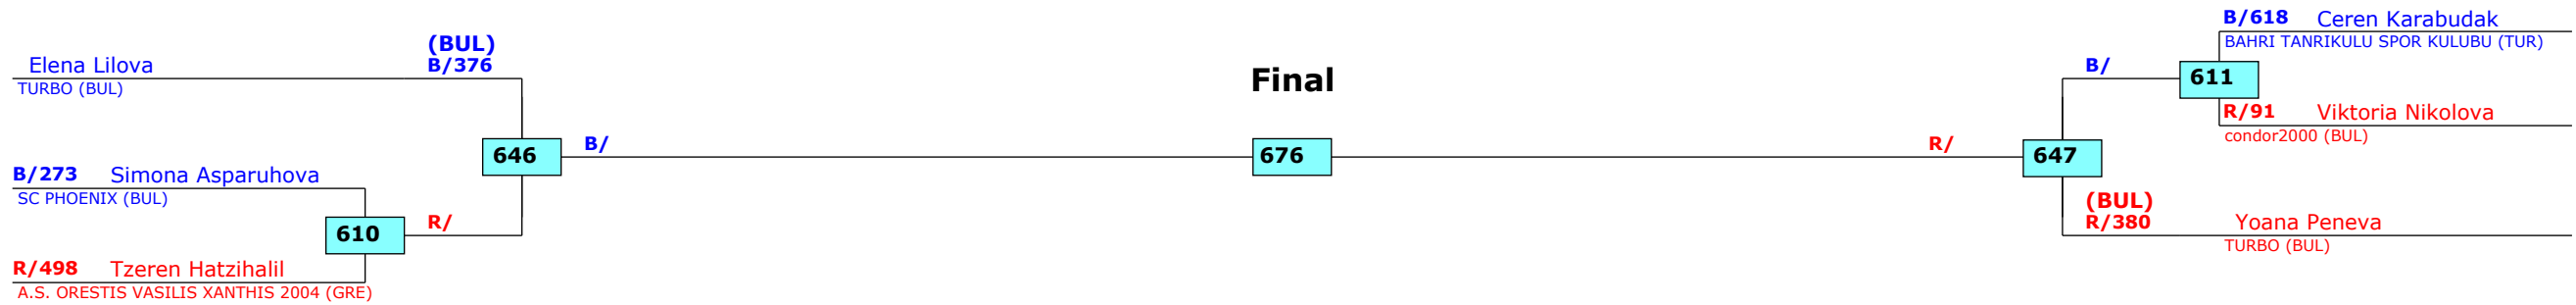 (BUL)
Elena Lilova B/376
TURBO (BUL)
B/273 Simona Asparuhova
SC PHOENIX (BUL)
610
R/
R/498 Tzeren Hatzihalil
A.S. ORESTIS VASILIS XANTHIS 2004 (GRE)
646
B/
Final
676
R/
647
B/618 Ceren Karabudak
BAHRI TANRIKULU SPOR KULUBU (TUR)
B/
611
R/91 Viktoria Nikolova
condor2000 (BUL)
(BUL)
R/380 Yoana Peneva
TURBO (BUL)